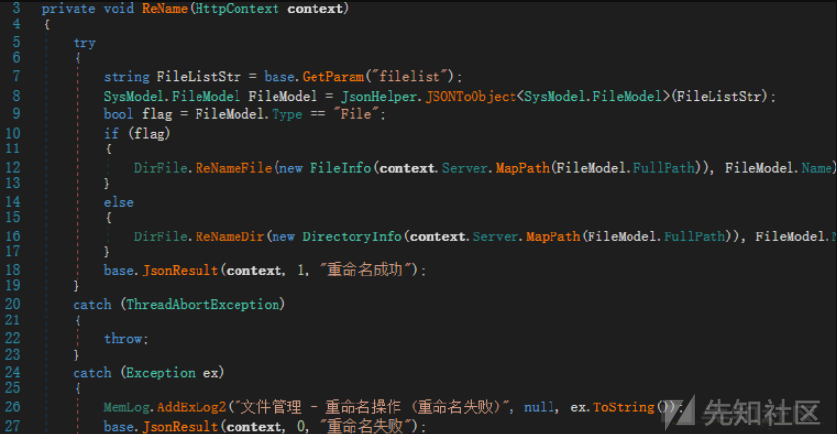 3 private void ReName(HttpContext context)
4 {
5 try
6 {
7 string FileListStr = base.GetParam("filelist");
8 SysModel.FileModel FileModel = JsonHelper.JSONToObject<SysModel.FileModel>(FileListStr);
9 bool flag = FileModel.Type == "File";
10 if (flag)
11 {
12 DirFile.ReNameFile(new FileInfo(context.Server.MapPath(FileModel.FullPath)), FileModel.Name)
13 }
14 else
15 {
16 DirFile.ReNameDir(new DirectoryInfo(context.Server.MapPath(FileModel.FullPath)), FileModel.
17 }
18 base.JsonResult(context, 1, "重命名成功");
19 }
20 catch (ThreadAbortException)
21 {
22 throw;
23 }
24 catch (Exception ex)
25 {
26 MemLog.AddExLog2("文件管理 - 重命名操作 (重命名失败)", null, ex.ToString());
27 base.JsonResult(context, 0, "重命名失败");
先知社区